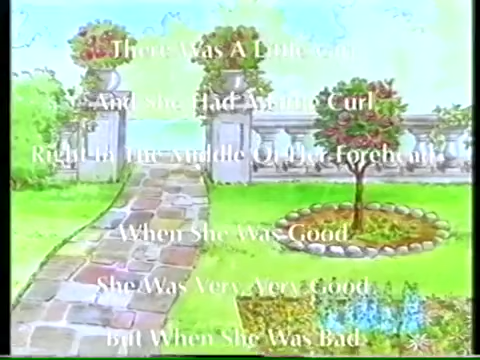 There Was A Little Girl
And She Had A Little Curl
Right In The Middle Of Her Forehead
When She Was Good
She Was Very, Very Good
But When She Was Bad